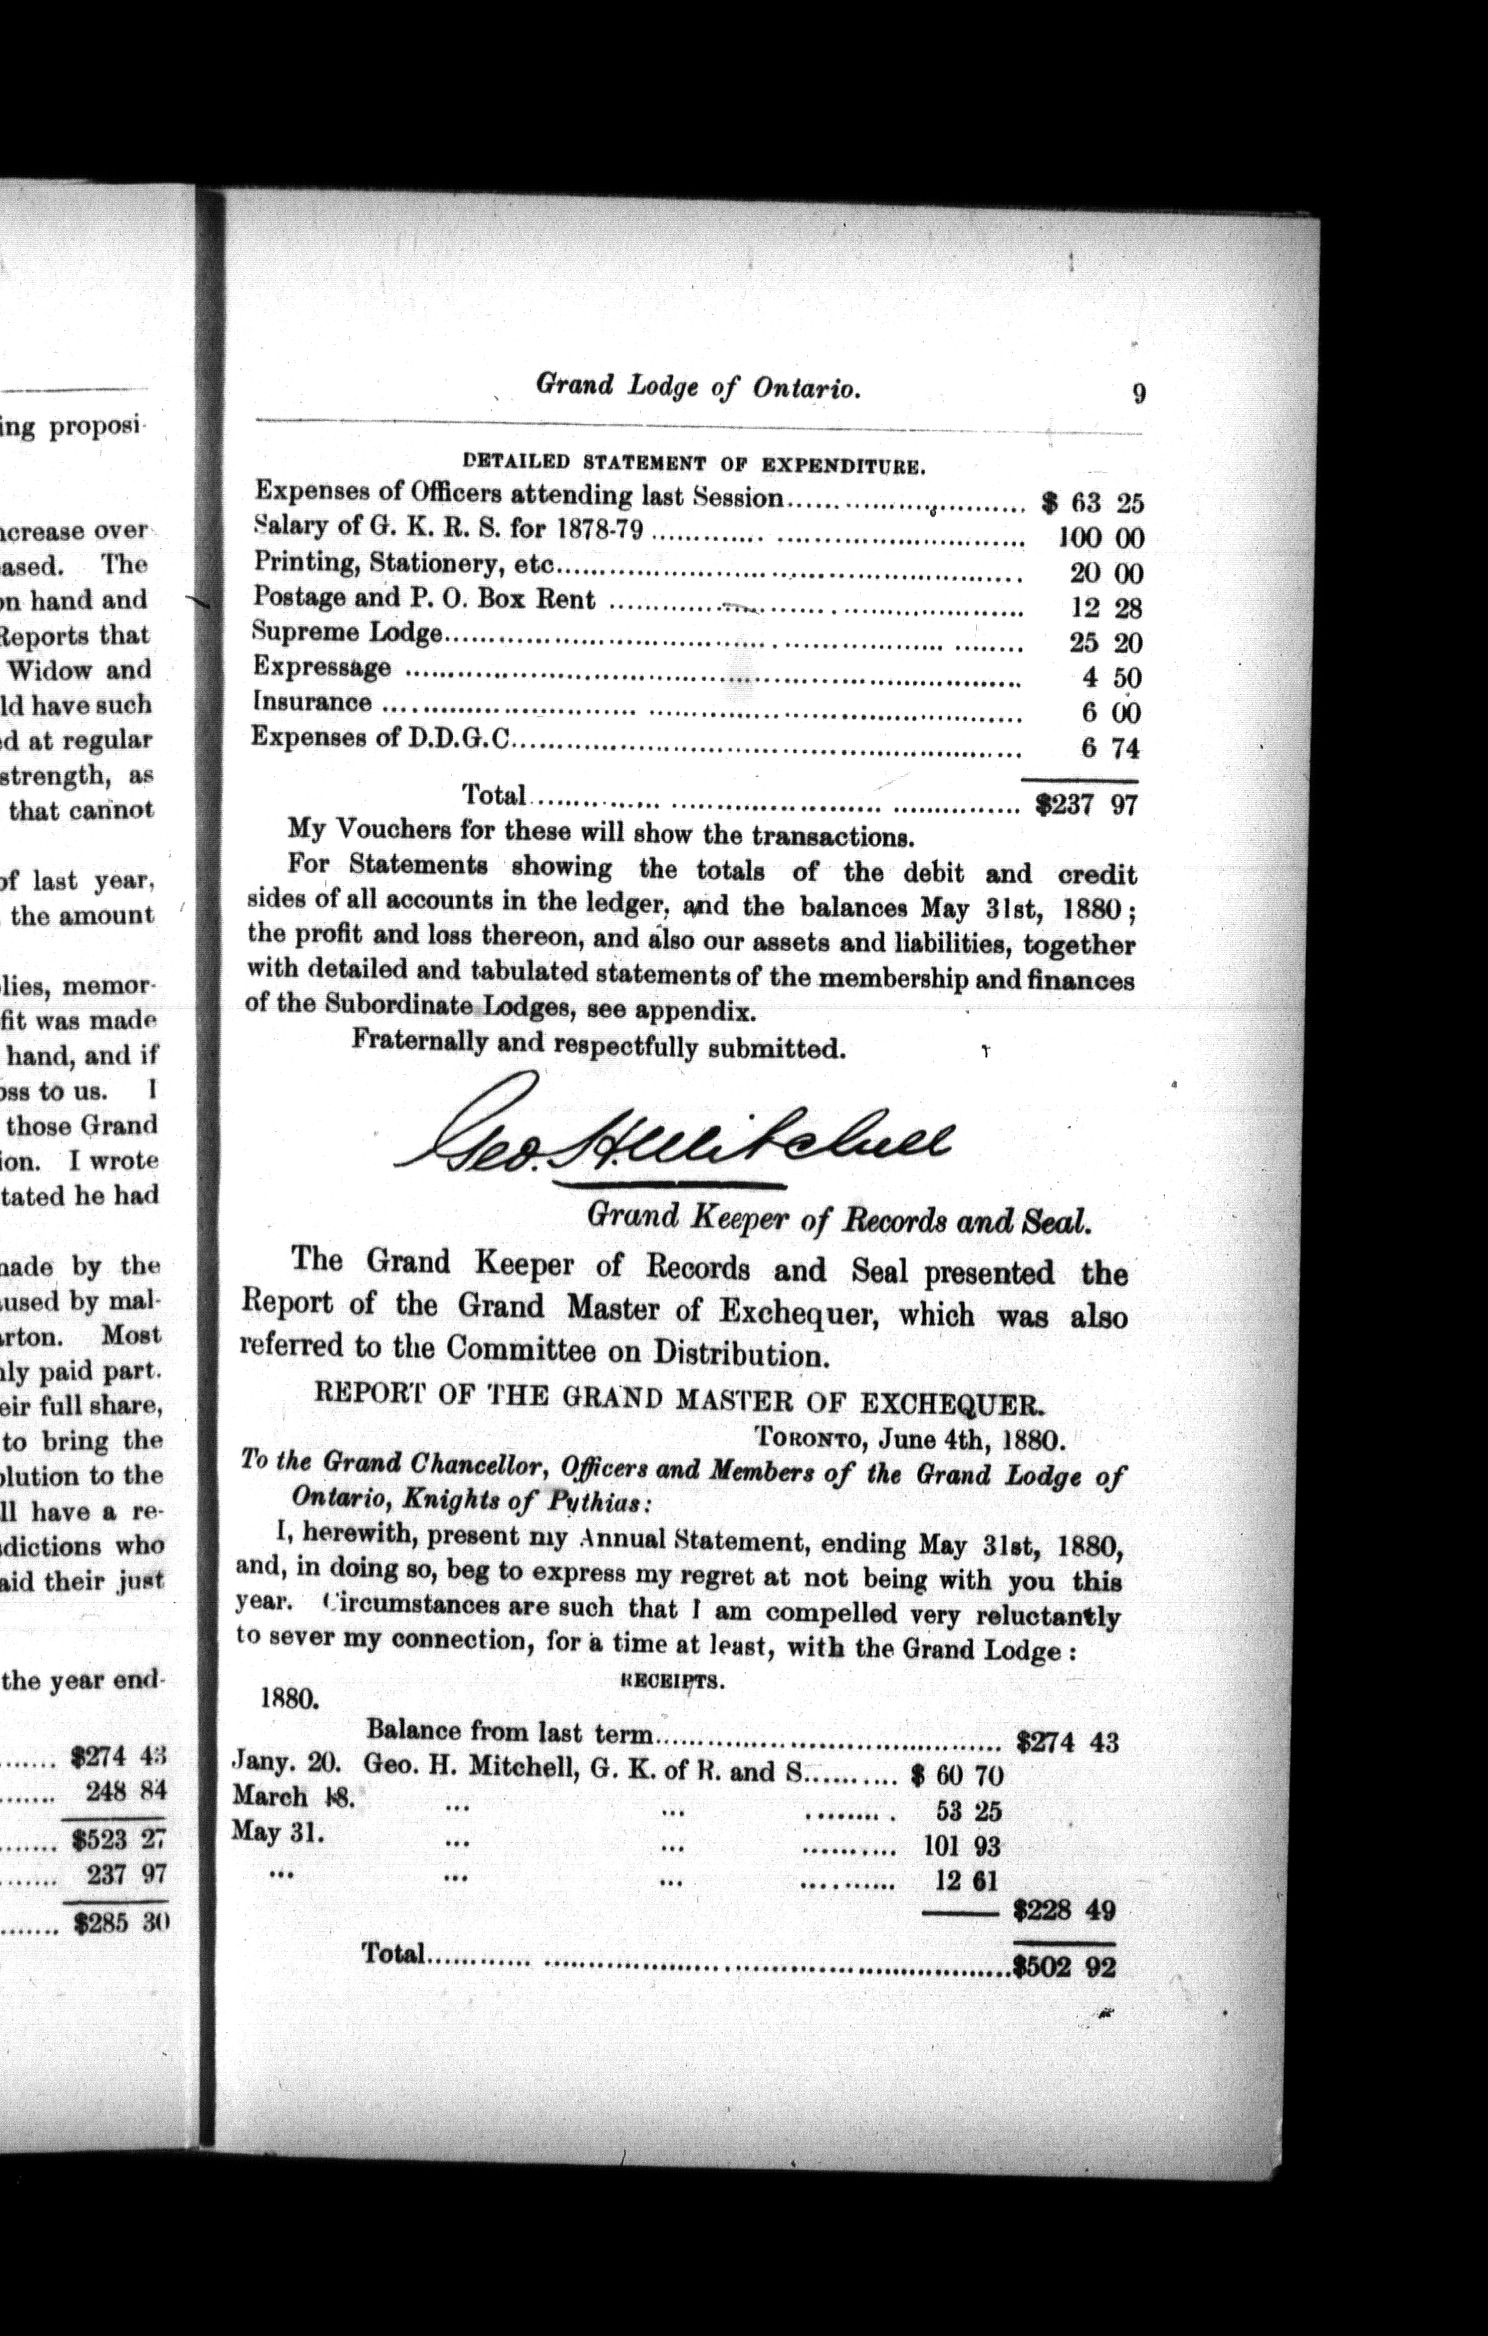 ing proposi-
ncrease over
ased. The
on hand and
Reports that
Widow and
ld have such
ed at regular
strength, as
that cannot
of last year,
the amount
lies, memor-
fit was made
hand, and if
oss to us. I
those Grand
ion. I wrote
tated he had
made by the
aused by mal-
arton. Most
nly paid part.
eir full share,
to bring the
olution to the
ll have a re-
dictions who
aid their just
the year end-
....... $274 43
....... 248 84
....... $523 27
....... 237 97
....... $285 30
Grand Lodge of Ontario. 9
DETAILED STATEMENT OF EXPENDITURE.
Expenses of Officers attending last Session.......................... $ 63 25
Salary of G. K. R. S. for 1878-79 .......................... 100 00
Printing, Stationery, etc.......................... 20 00
Postage and P. O. Box Rent .......................... 12 28
Supreme Lodge.......................... 25 20
Expressage .......................... 4 50
Insurance .......................... 6 00
Expenses of D.D.G.C.......................... 6 74
Total.......................... $237 97
My Vouchers for these will show the transactions.
For Statements showing the totals of the debit and credit
sides of all accounts in the ledger, and the balances May 31st, 1880;
the profit and loss thereon, and also our assets and liabilities, together
with detailed and tabulated statements of the membership and finances
of the Subordinate Lodges, see appendix.
Fraternally and respectfully submitted.
Geo. H. Mitchell
Grand Keeper of Records and Seal.
The Grand Keeper of Records and Seal presented the
Report of the Grand Master of Exchequer, which was also
referred to the Committee on Distribution.
REPORT OF THE GRAND MASTER OF EXCHEQUER.
TORONTO, June 4th, 1880.
To the Grand Chancellor, Officers and Members of the Grand Lodge of
Ontario, Knights of Pythias:
I, herewith, present my Annual Statement, ending May 31st, 1880,
and, in doing so, beg to express my regret at not being with you this
year. Circumstances are such that I am compelled very reluctantly
to sever my connection, for a time at least, with the Grand Lodge:
RECEIPTS.
1880.
Balance from last term.......................... $274 43
Jany. 20. Geo. H. Mitchell, G. K. of R. and S.......... $ 60 70
March 18. ... ... ......... 53 25
May 31. ... ... .......... 101 93
... ... ... .......... 12 61
$228 49
Total..........................$502 92